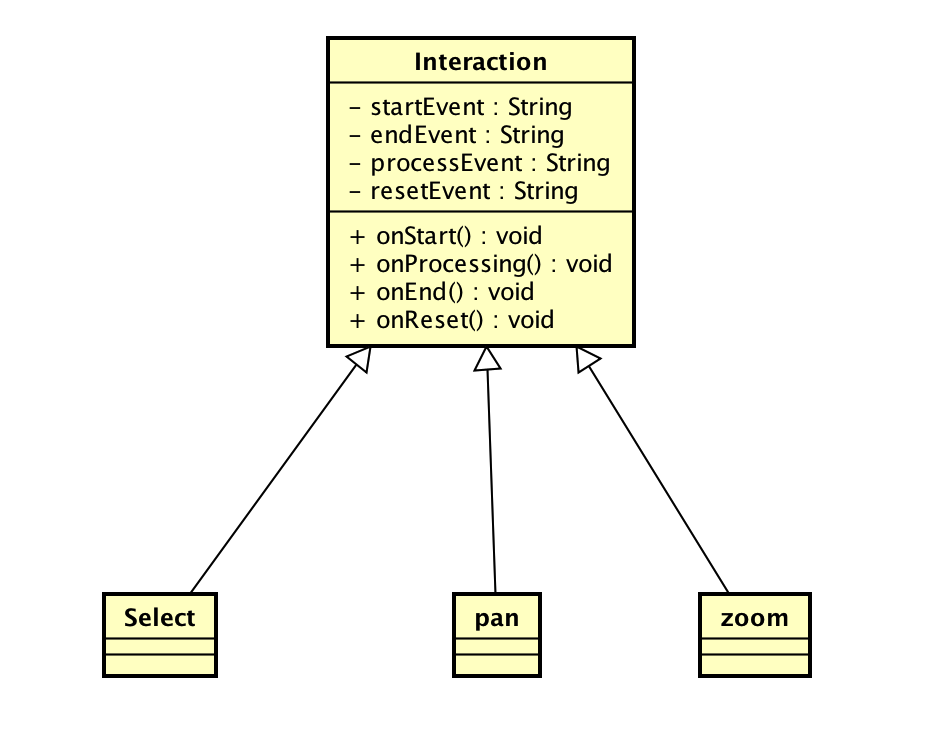 Interaction
- startEvent : String
- endEvent : String
- processEvent : String
- resetEvent : String
+ onStart() : void
+ onProcessing() : void
+ onEnd() : void
+ onReset() : void
Select
pan
zoom